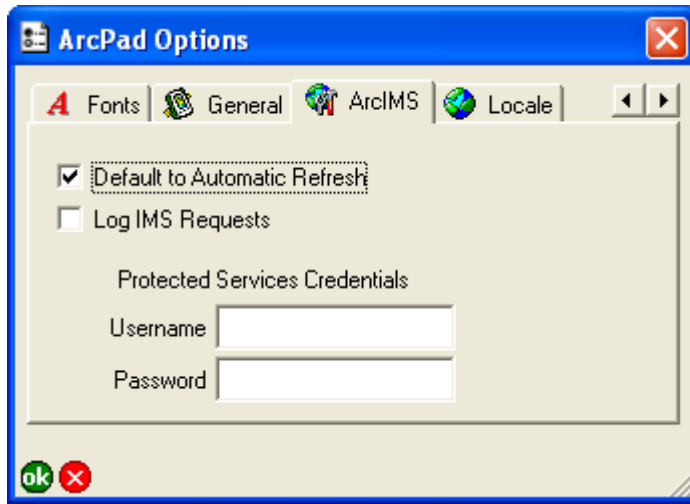 ArcPad Options
Fonts General ArcIMS Locale
Default to Automatic Refresh
Log IMS Requests
Protected Services Credentials
Username
Password
ok